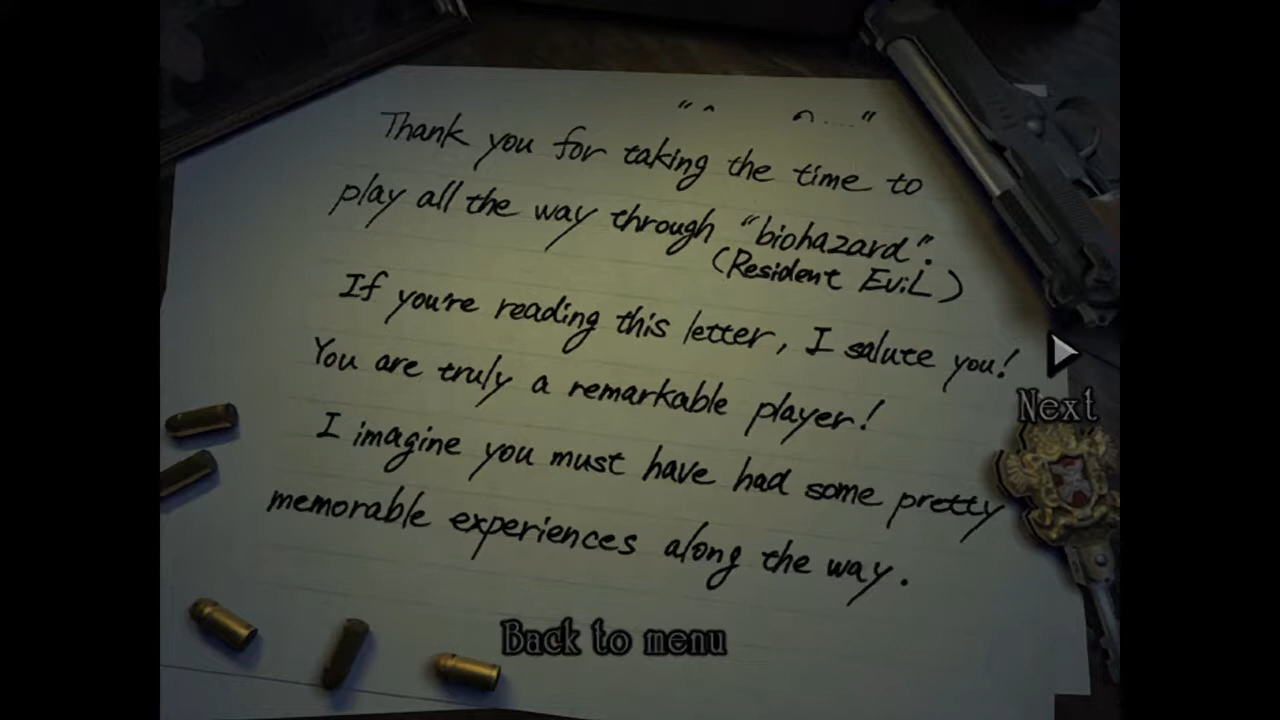 Thank you for taking the time to
play all the way through "biohazard".
(Resident Evil)
If you're reading this letter, I salute you!
You are truly a remarkable player!
I imagine you must have had some pretty
memorable experiences along the way.
Next
Back to menu